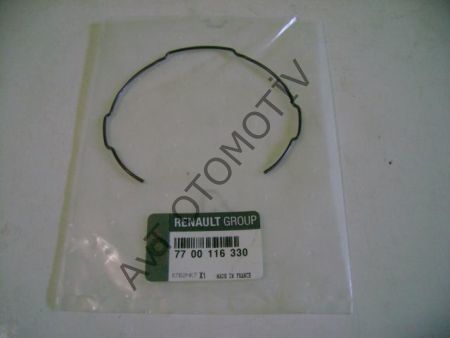 AVA OTOMOTİV
RENAULT GROUP
77 00 116 330
X1 MADE IN FRANCE